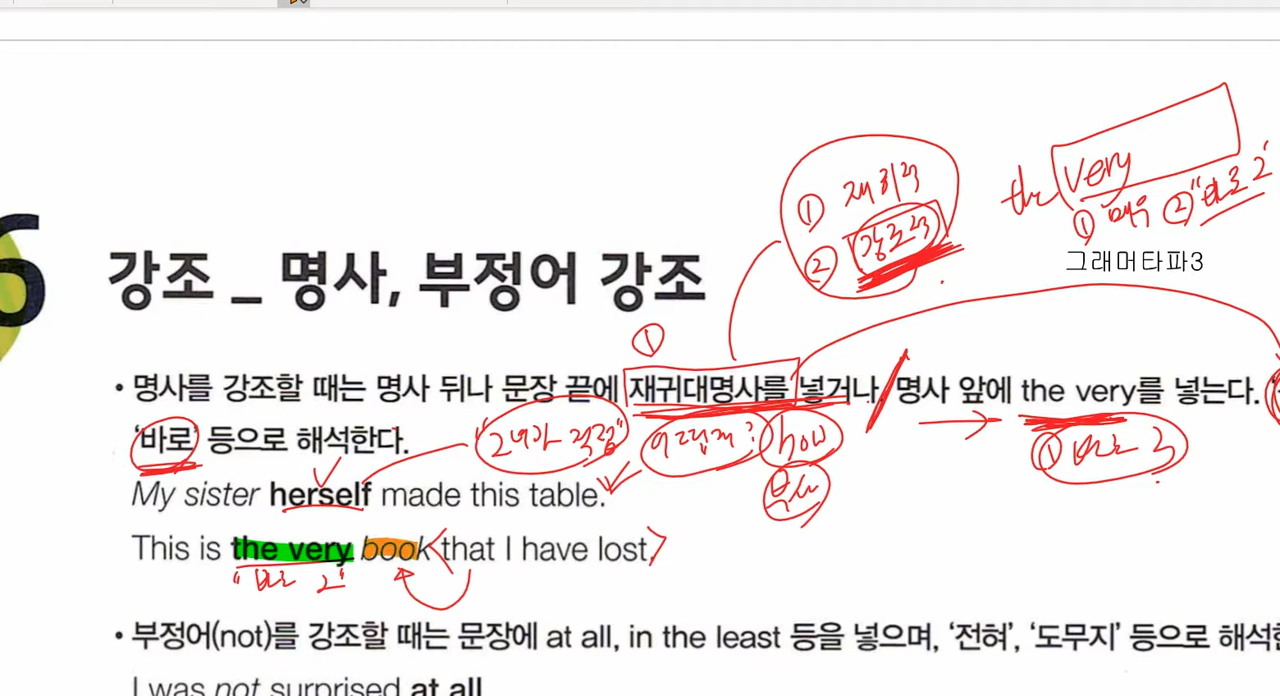 the very
① 재귀적
① 매우 ② "바로 그"
② 강조적
그래머타파3
6
강조 _ 명사, 부정어 강조
①
• 명사를 강조할 때는 명사 뒤나 문장 끝에 재귀대명사를 넣거나, 명사 앞에 the very를 넣는다.
'바로' 등으로 해석한다.
"그녀가 직접" how
① 바로 그
My sister herself made this table.
부사
This is the very book that I have lost.
"바로 그"
• 부정어(not)를 강조할 때는 문장에 at all, in the least 등을 넣으며, '전혀', '도무지' 등으로 해석한
I was not surprised at all